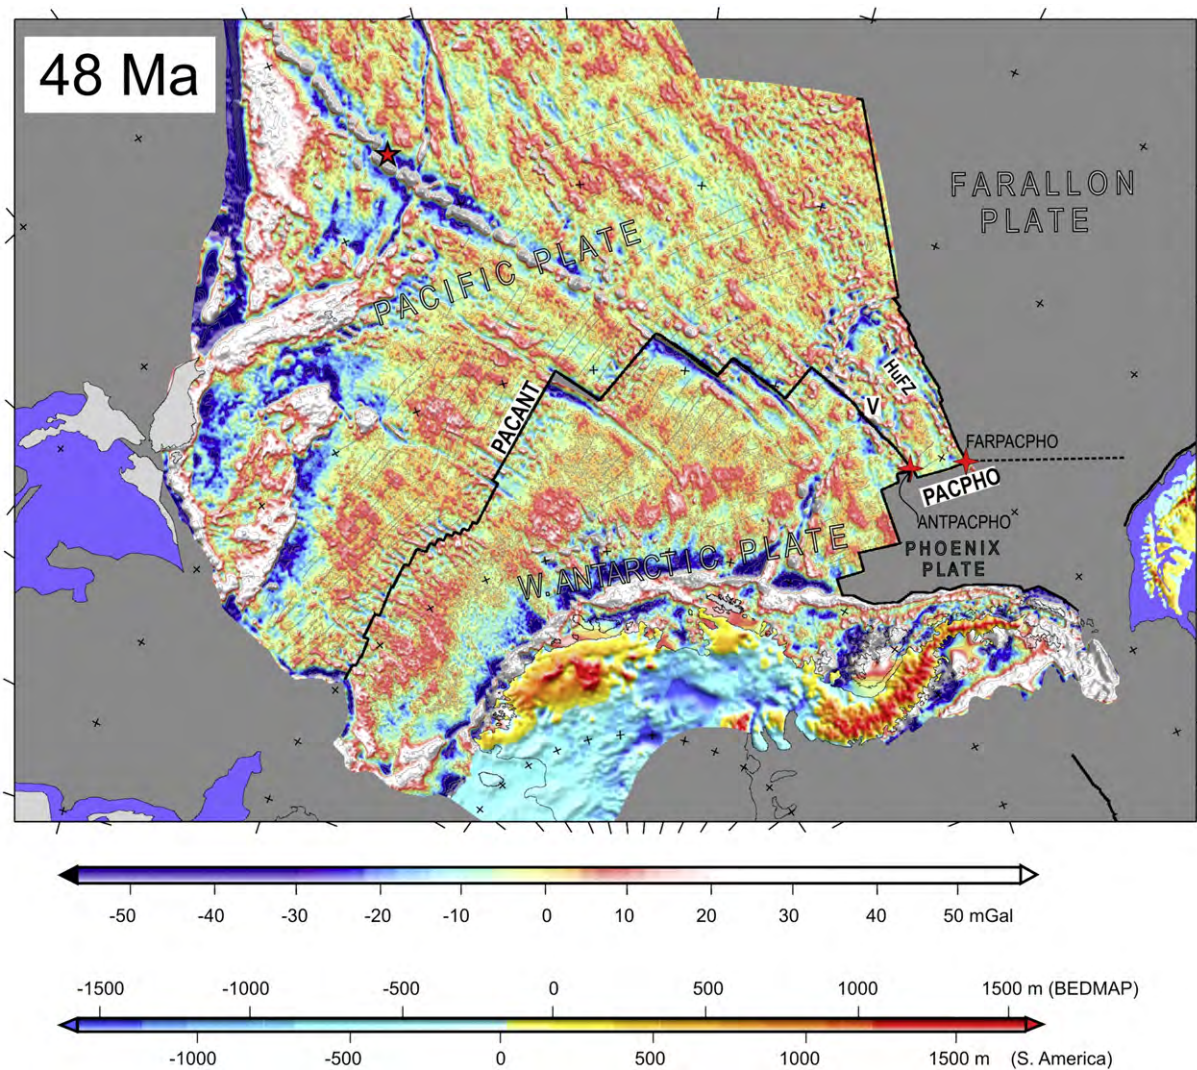 48 Ma
FARALLON
PLATE
PACIFIC PLATE
HuFZ
PACANT
V
FARPACPHO
PACPHO
ANTPACPHO
W. ANTARCTIC PLATE
PHOENIX
PLATE
-50 -40 -30 -20 -10 0 10 20 30 40 50 mGal
-1500 -1000 -500 0 500 1000 1500 m (BEDMAP)
-1000 -500 0 500 1000 1500 m (S. America)